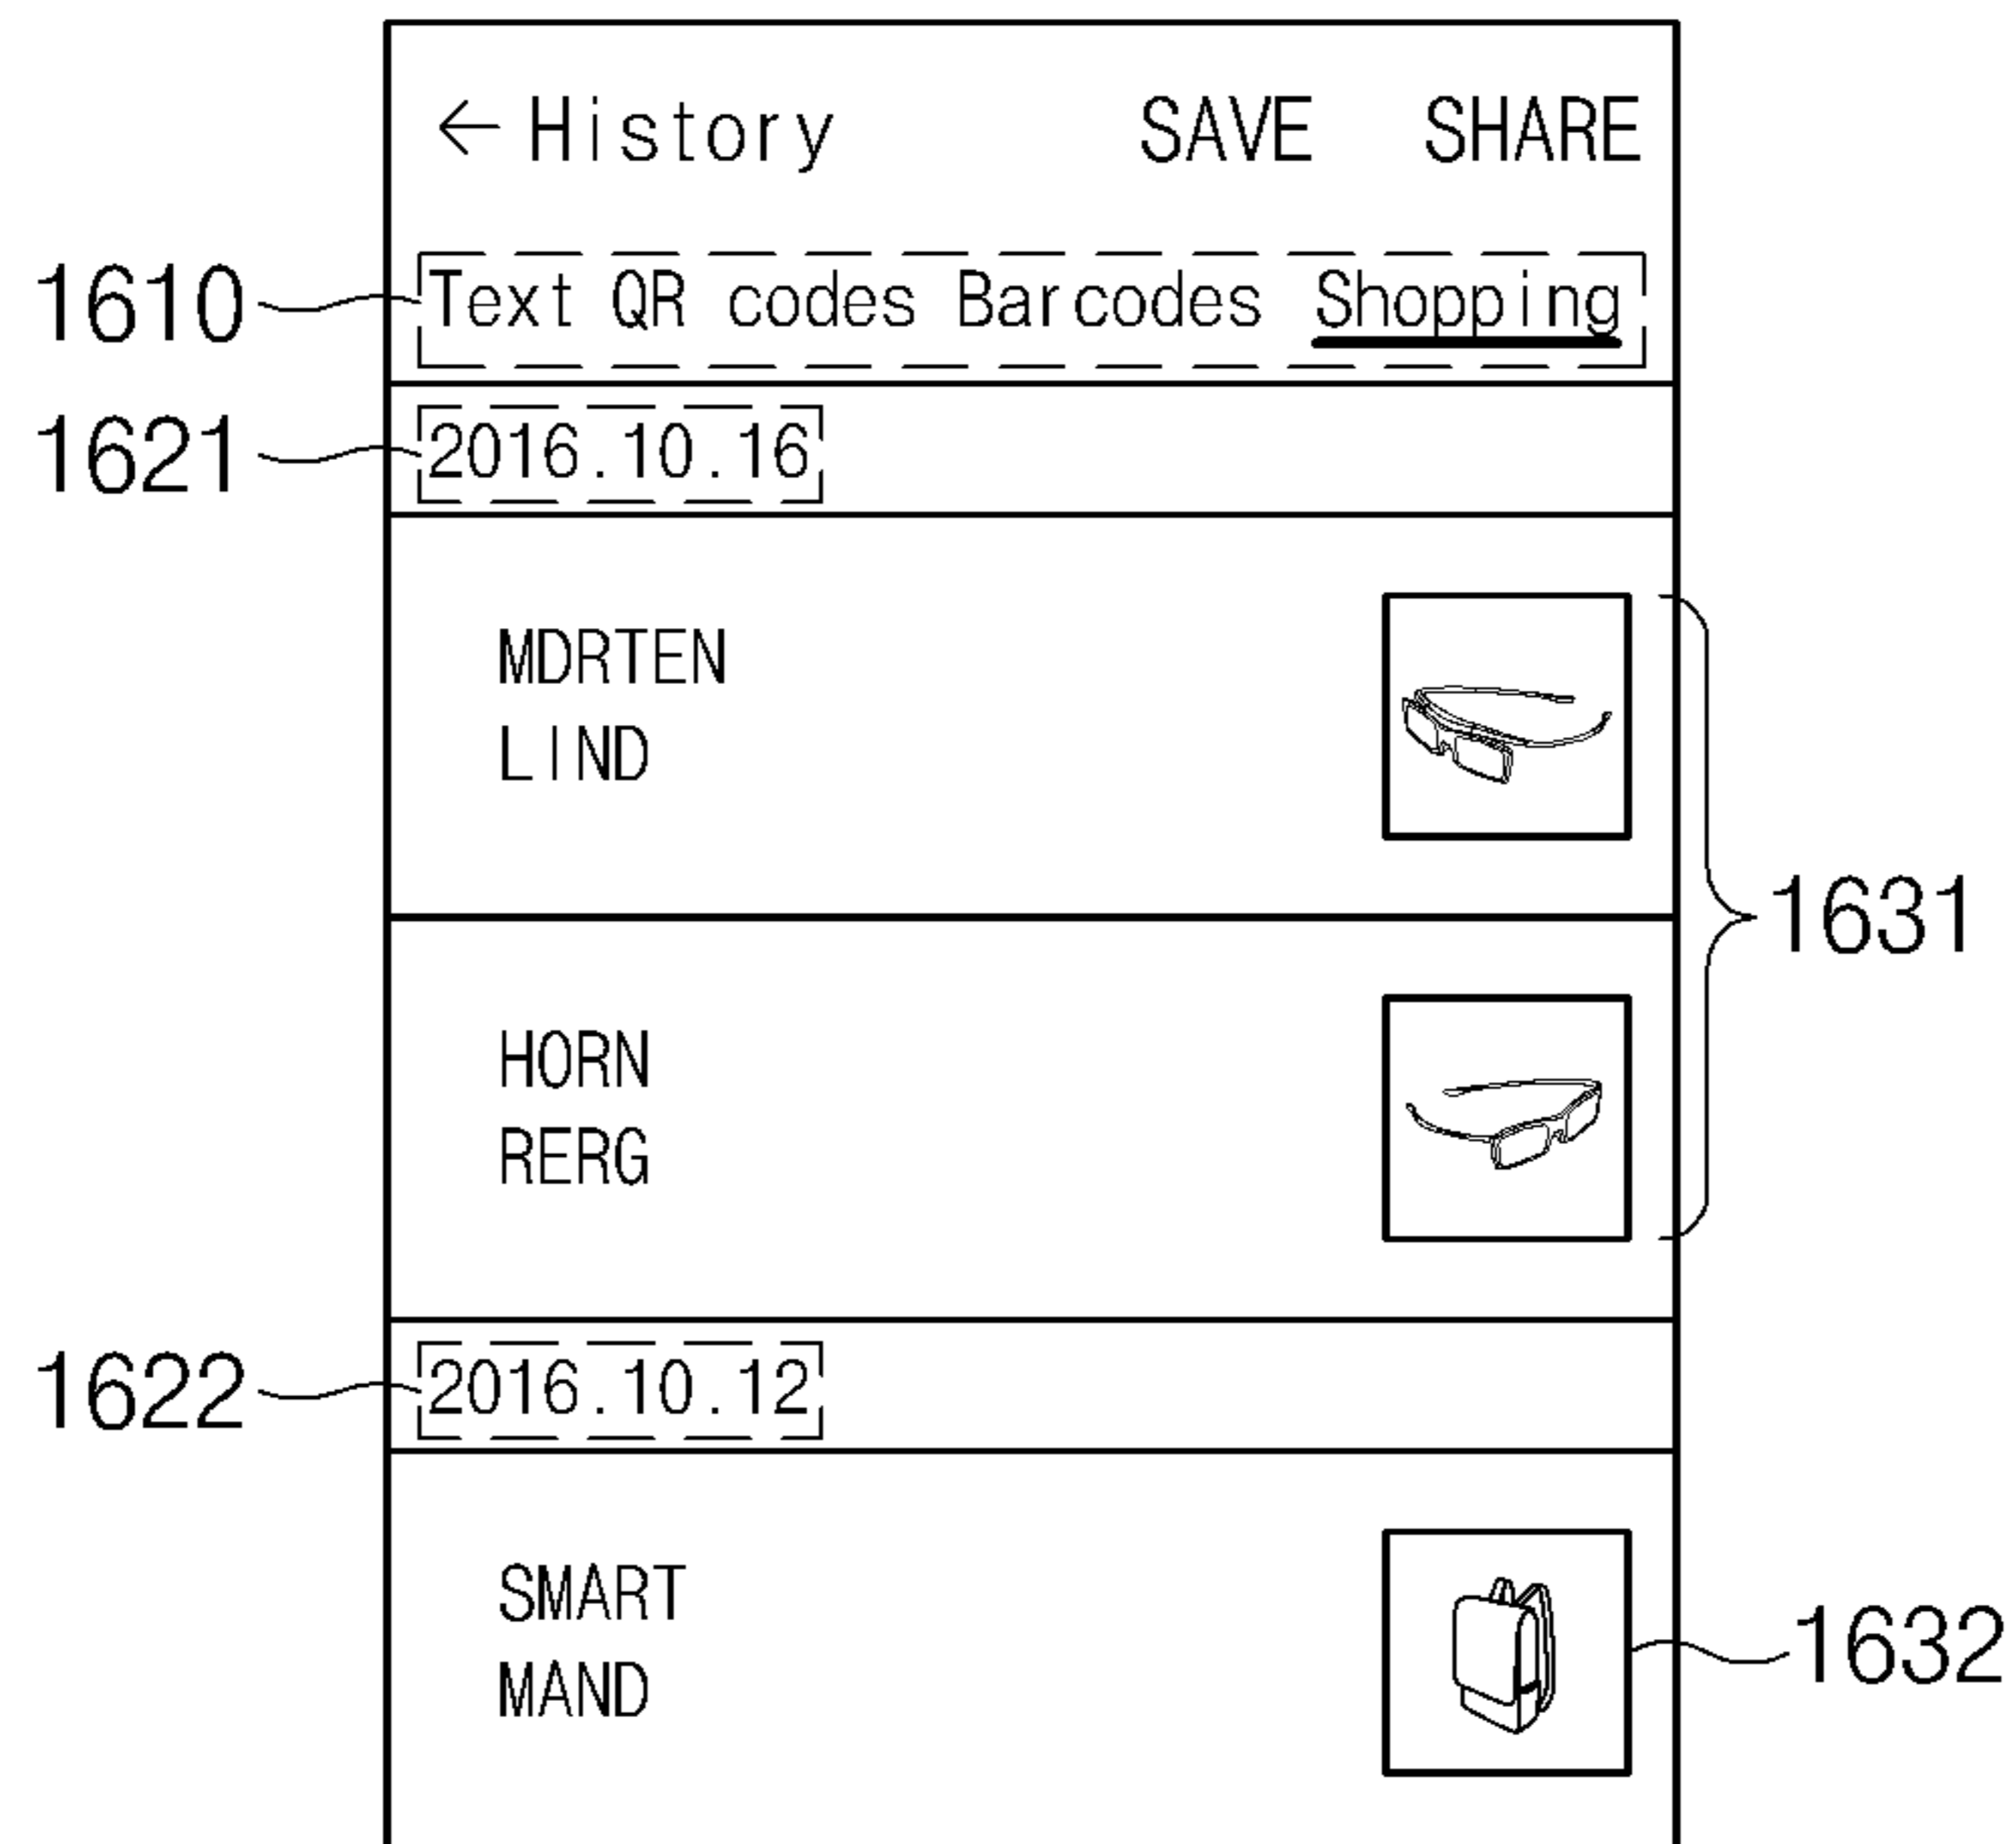 ← History SAVE SHARE
1610 Text QR codes Barcodes Shopping
1621 2016.10.16
MDRTEN
LIND
1631
HORN
RERG
1622 2016.10.12
SMART
MAND
1632